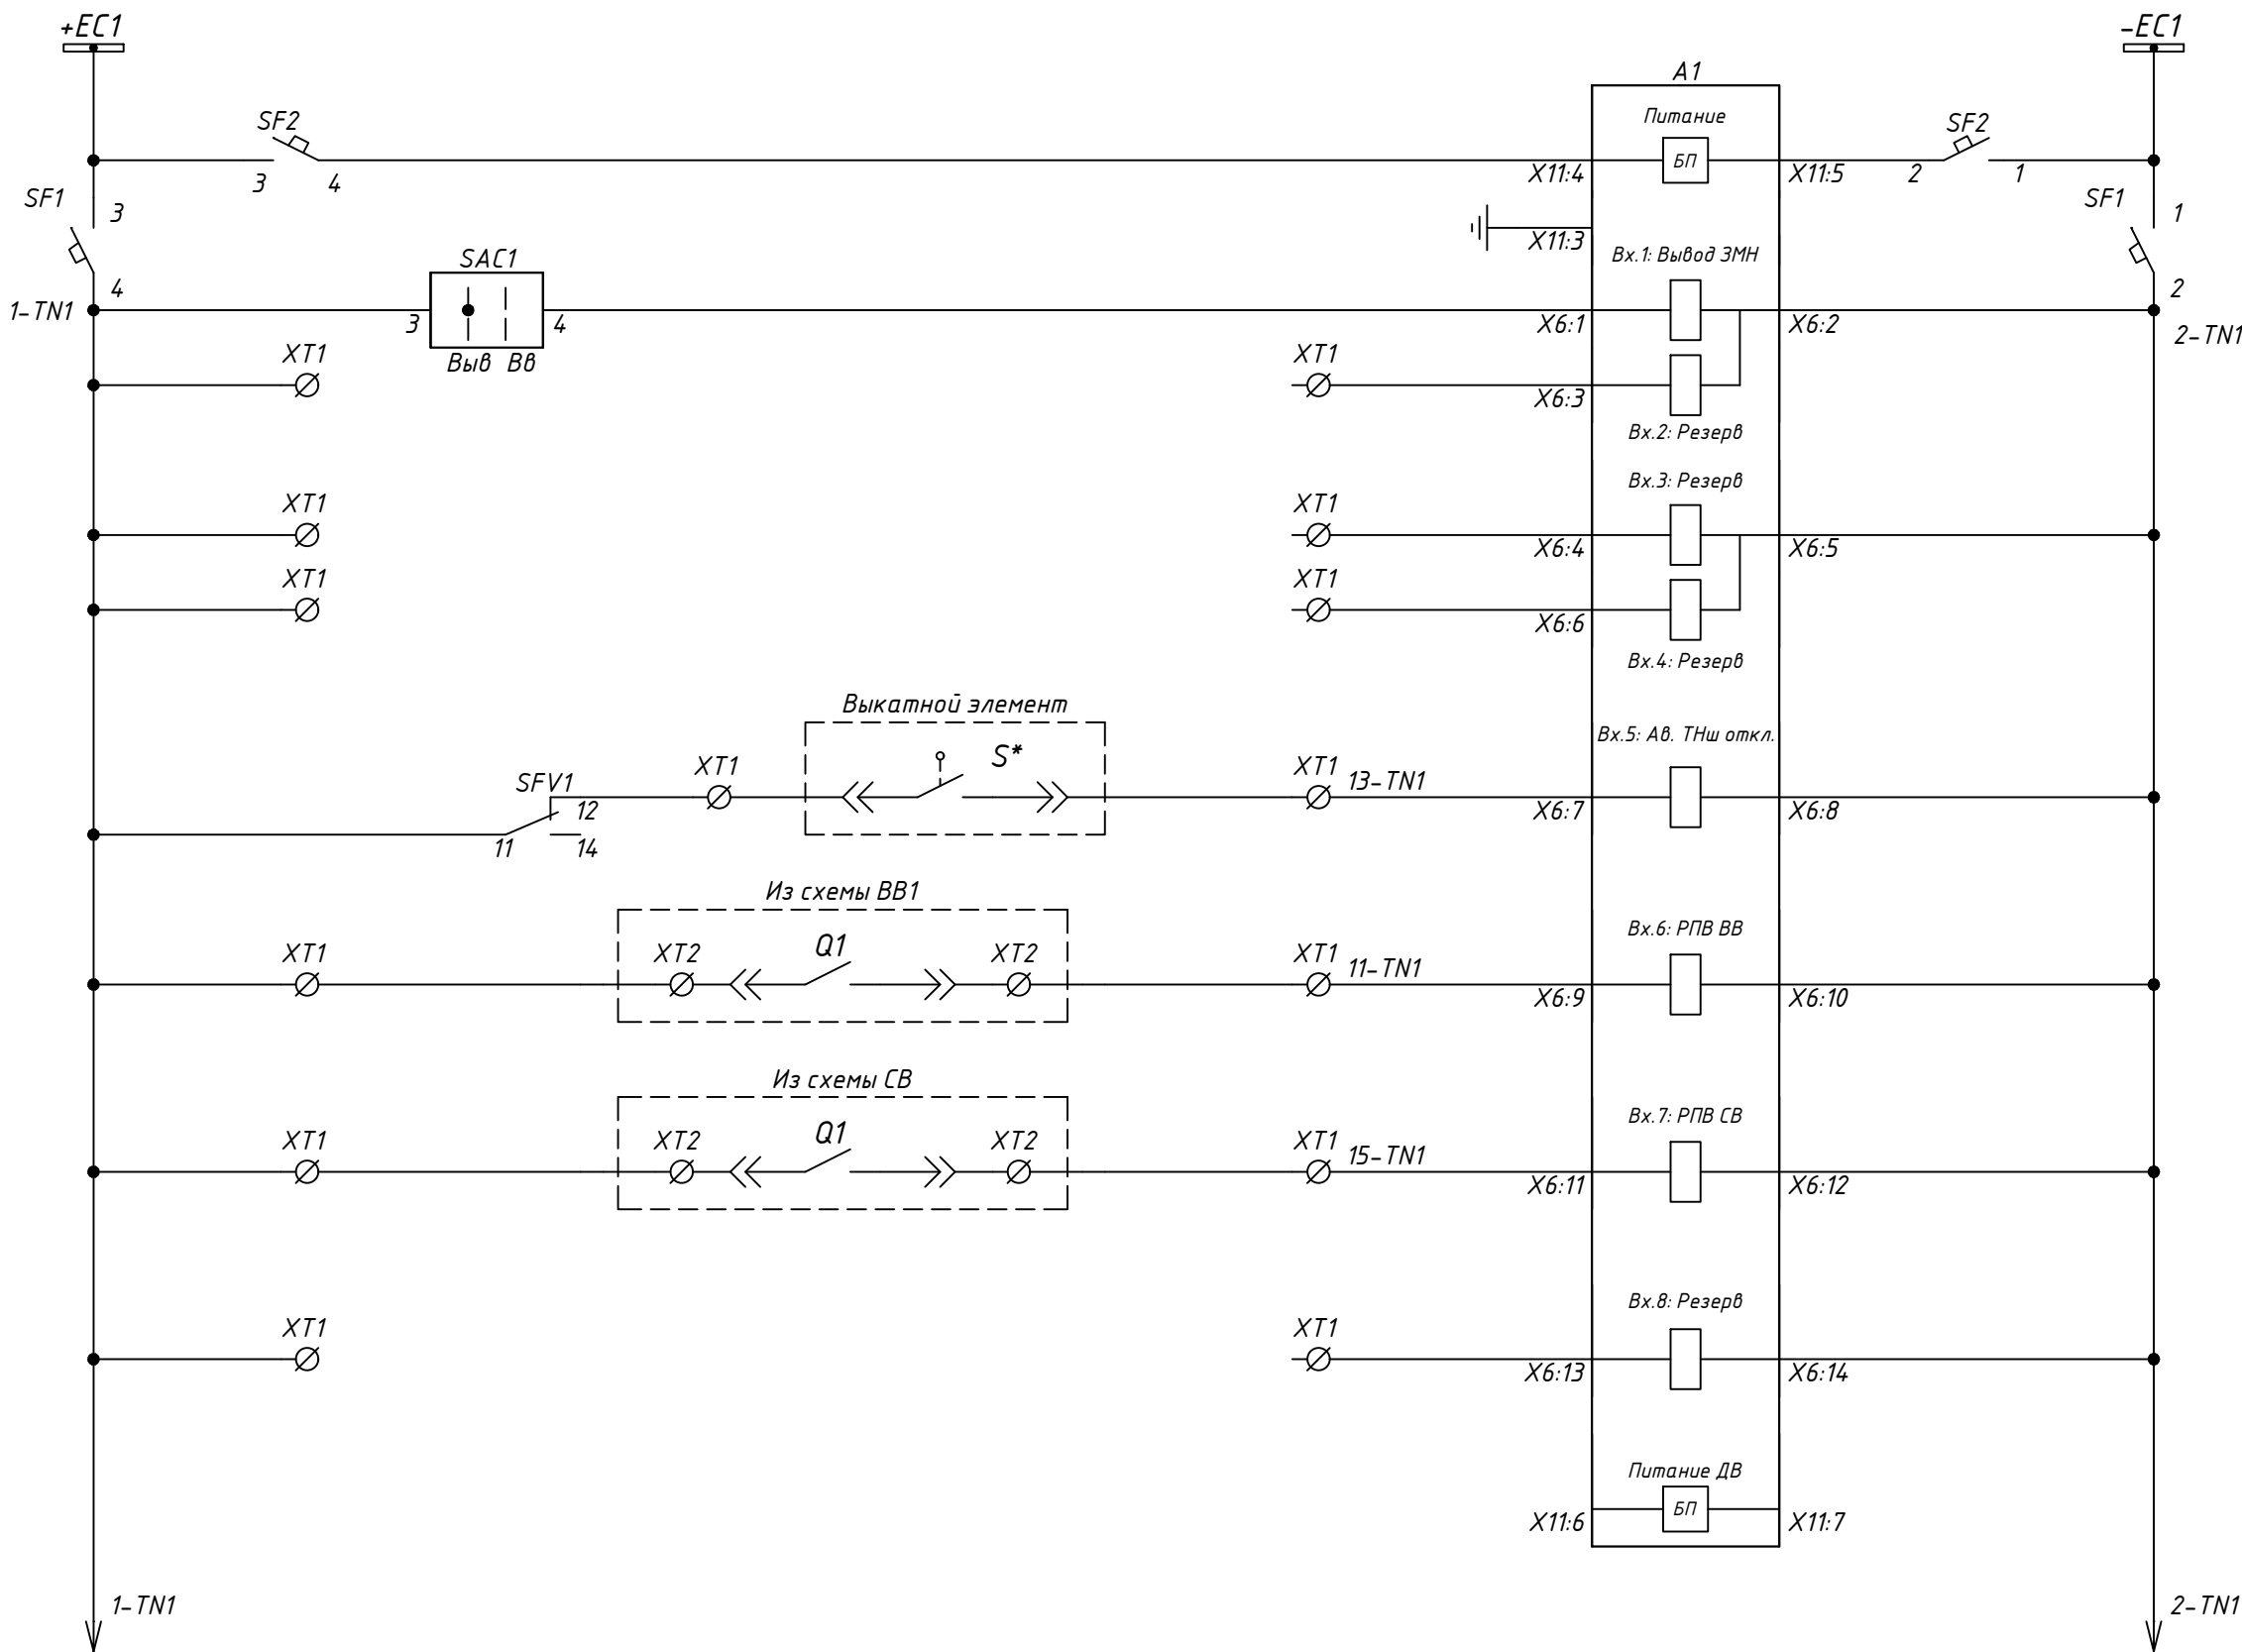 +EC1
-EC1
A1
Питание
SF2
БП
SF2
3
4
X11:4
X11:5
2
1
SF1
3
SF1
1
X11:3
SAC1
Вх.1: Вывод ЗМН
4
2
1-TN1
3
4
X6:1
X6:2
2-TN1
Выв
Вв
XT1
XT1
X6:3
Вх.2: Резерв
Вх.3: Резерв
XT1
XT1
X6:4
X6:5
XT1
XT1
X6:6
Вх.4: Резерв
Выкатной элемент
Вх.5: Ав. ТНш откл.
SFV1
XT1
S*
XT1
13-TN1
12
X6:7
X6:8
11
14
Из схемы ВВ1
Вх.6: РПВ ВВ
XT1
XT2
Q1
XT2
XT1
11-TN1
X6:9
X6:10
Из схемы СВ
Вх.7: РПВ СВ
XT1
XT2
Q1
XT2
XT1
15-TN1
X6:11
X6:12
Вх.8: Резерв
XT1
XT1
X6:13
X6:14
Питание ДВ
БП
X11:6
X11:7
1-TN1
2-TN1